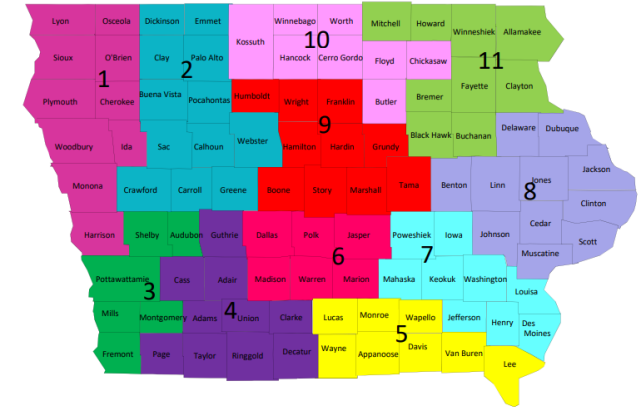 Lyon Osceola Dickinson Emmet Winnebago Worth Mitchell Howard Winneshiek Allamakee
Kossuth 10
Sioux O'Brien Clay Palo Alto Hancock Cerro Gordo Floyd Chickasaw 11
1 2
Plymouth Cherokee Buena Vista Pocahontas Humboldt Wright Franklin Butler Bremer Fayette Clayton
9
Woodbury Ida Sac Calhoun Webster Hamilton Hardin Grundy Black Hawk Buchanan Delaware Dubuque
Monona Crawford Carroll Greene Boone Story Marshall Tama Benton Linn Jones Jackson
8
Clinton
Harrison Shelby Audubon Guthrie Dallas Polk Jasper Poweshiek Iowa Johnson Cedar Scott
6 7
Muscatine
Pottawattamie Cass Adair Madison Warren Marion Mahaska Keokuk Washington Louisa
3
4
Mills Montgomery Adams Union Clarke Lucas Monroe Wapello Jefferson Henry Des
Moines
5
Fremont Page Taylor Ringgold Decatur Wayne Appanoose Davis Van Buren Lee